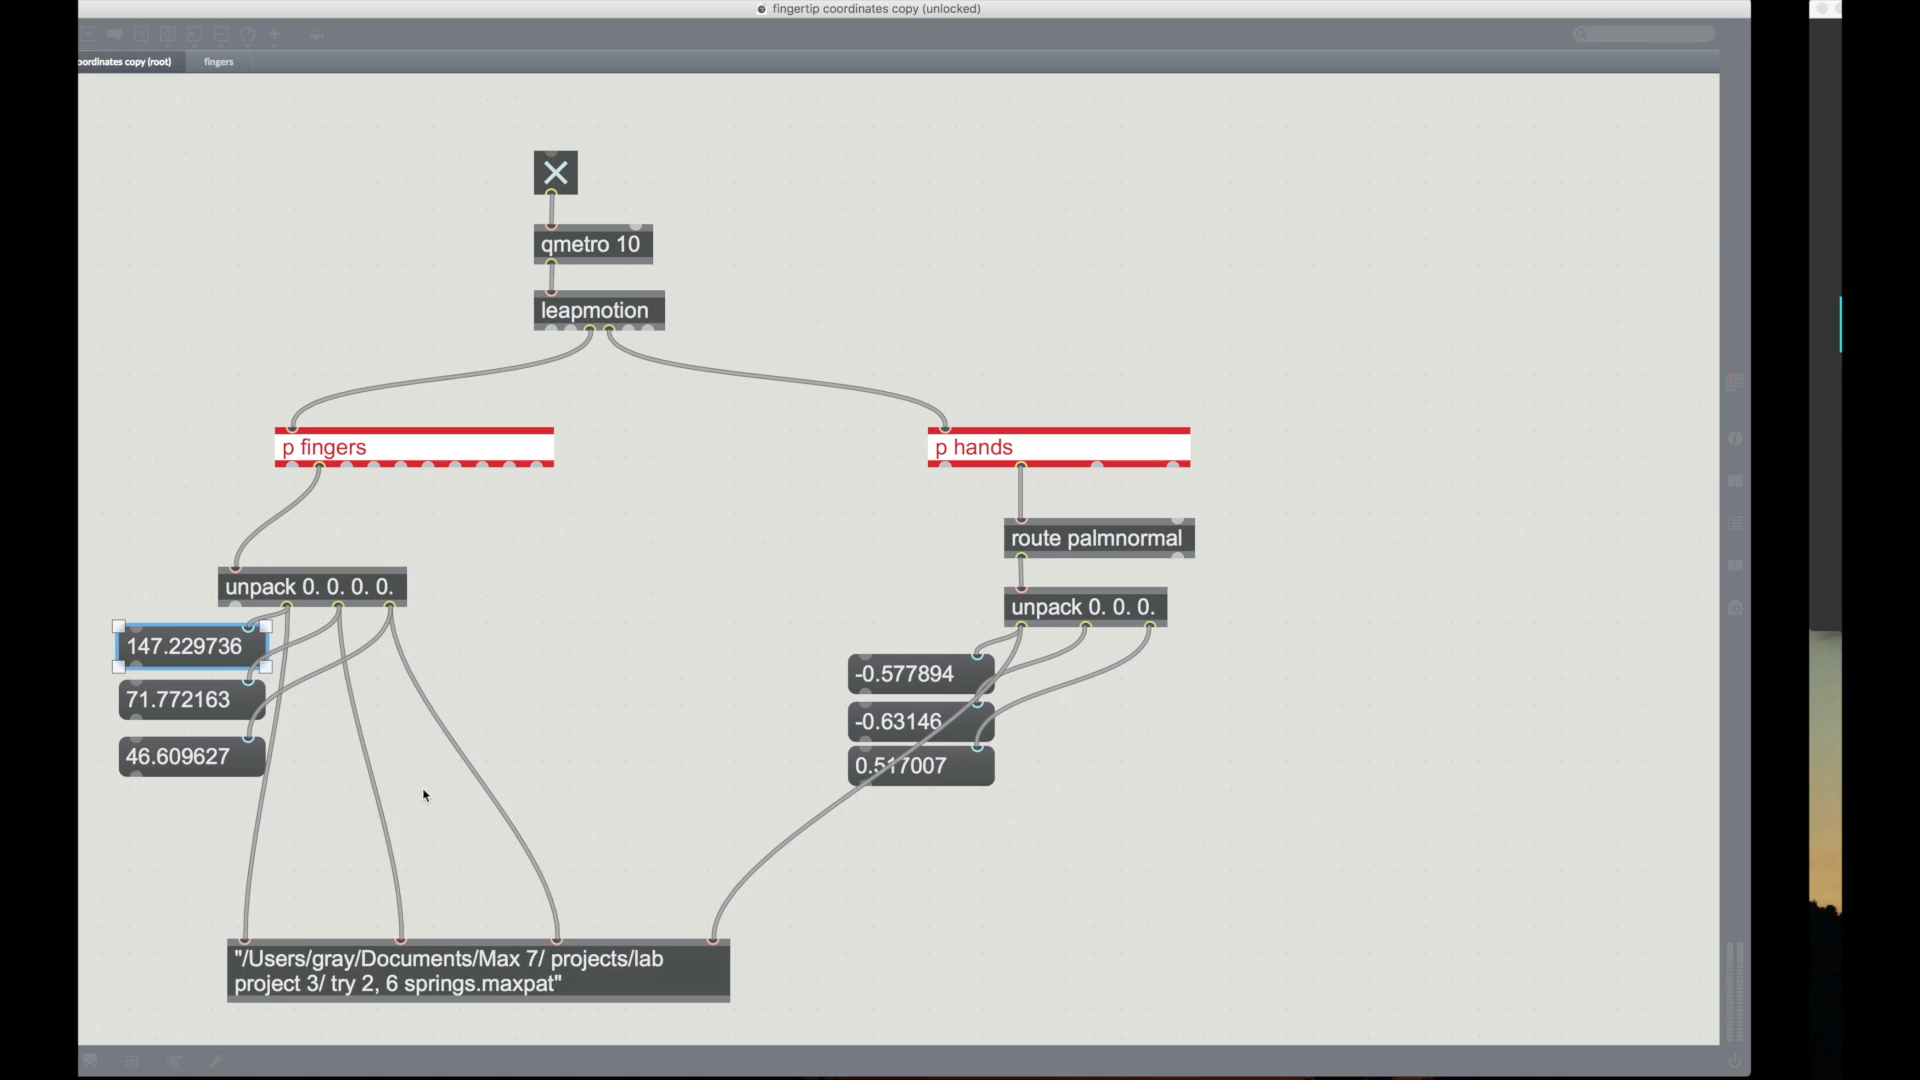 fingertip coordinates copy (unlocked)
oordinates copy (root)
fingers
qmetro 10
leapmotion
p fingers
p hands
route palmnormal
unpack 0. 0. 0. 0.
unpack 0. 0. 0.
147.229736
71.772163
46.609627
-0.577894
-0.63146
0.517007
"/Users/gray/Documents/Max 7/ projects/lab
project 3/ try 2, 6 springs.maxpat"